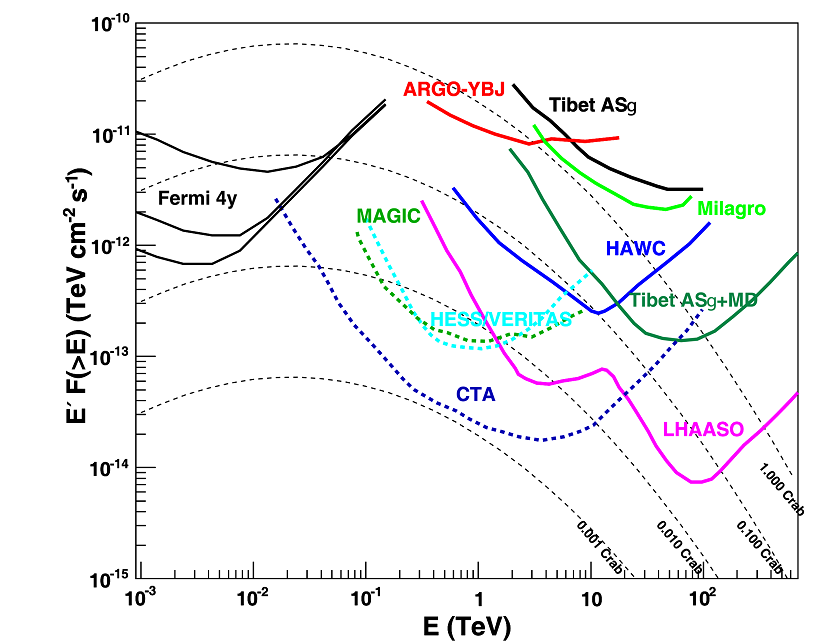 10⁻¹⁰
ARGO-YBJ
Tibet ASg
10⁻¹¹
Fermi 4y
MAGIC
Milagro
10⁻¹²
HAWC
Tibet ASg+MD
HESS/VERITAS
10⁻¹³
CTA
LHAASO
10⁻¹⁴
1.000 Crab
0.001 Crab
0.010 Crab
0.100 Crab
10⁻¹⁵
E´ F(>E) (TeV cm⁻² s⁻¹)
10⁻³ 10⁻² 10⁻¹ 1 10 10²
E (TeV)